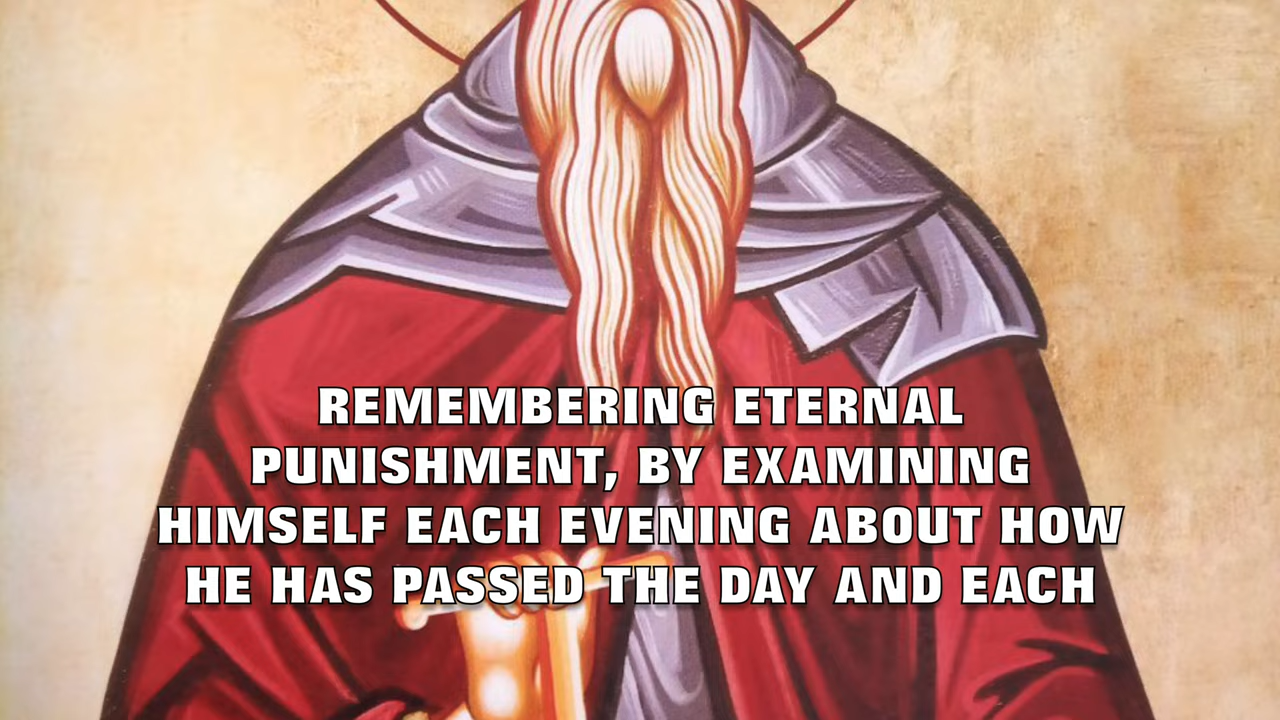 REMEMBERING ETERNAL
PUNISHMENT, BY EXAMINING
HIMSELF EACH EVENING ABOUT HOW
HE HAS PASSED THE DAY AND EACH